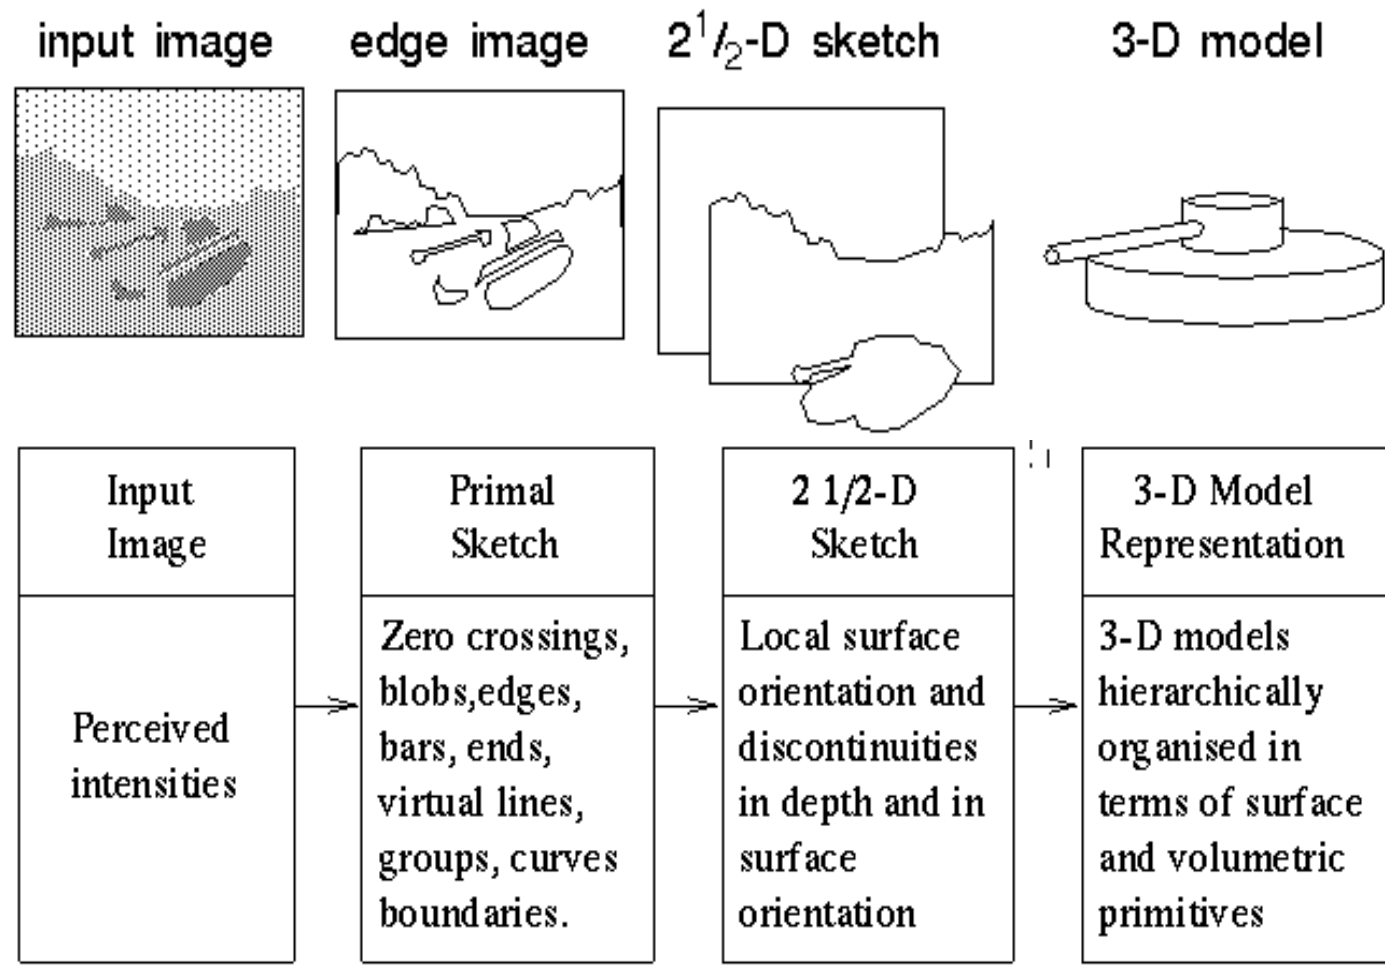 input image
edge image
2 1/2-D sketch
3-D model
Input
Image
Perceived
intensities
Primal
Sketch
Zero crossings,
blobs,edges,
bars, ends,
virtual lines,
groups, curves
boundaries.
2 1/2-D
Sketch
Local surface
orientation and
discontinuities
in depth and in
surface
orientation
3-D Model
Representation
3-D models
hierarchically
organised in
terms of surface
and volumetric
primitives